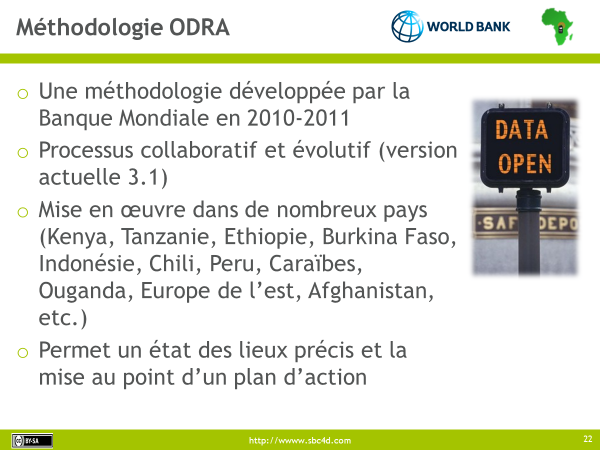 Méthodologie ODRA
WORLD BANK
Une méthodologie développée par la
Banque Mondiale en 2010-2011
Processus collaboratif et évolutif (version
actuelle 3.1)
Mise en œuvre dans de nombreux pays
(Kenya, Tanzanie, Ethiopie, Burkina Faso,
Indonésie, Chili, Peru, Caraïbes,
Ouganda, Europe de l’est, Afghanistan,
etc.)
Permet un état des lieux précis et la
mise au point d’un plan d’action
DATA
OPEN
SAF DEPO
BY-SA
http://wwww.sbc4d.com
22